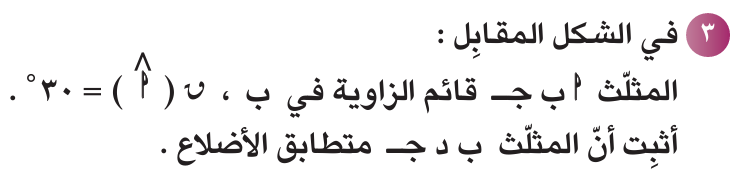 ٣ في الشكل المقابِل :
المثلّث أ ب جـ قائم الزاوية في ب ، ن ( أ̂ ) = ٣٠° .
أثبِت أنّ المثلّث ب د جـ متطابق الأضلاع .